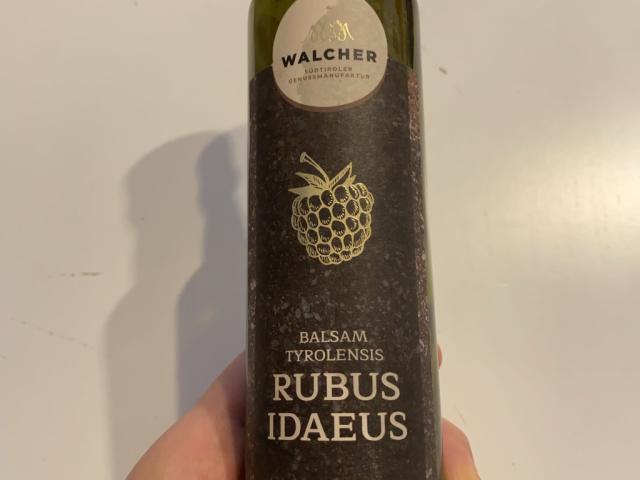 WALCHER
SÜDTIROLER
GENUSSMANUFAKTUR
BALSAM
TYROLENSIS
RUBUS
IDAEUS